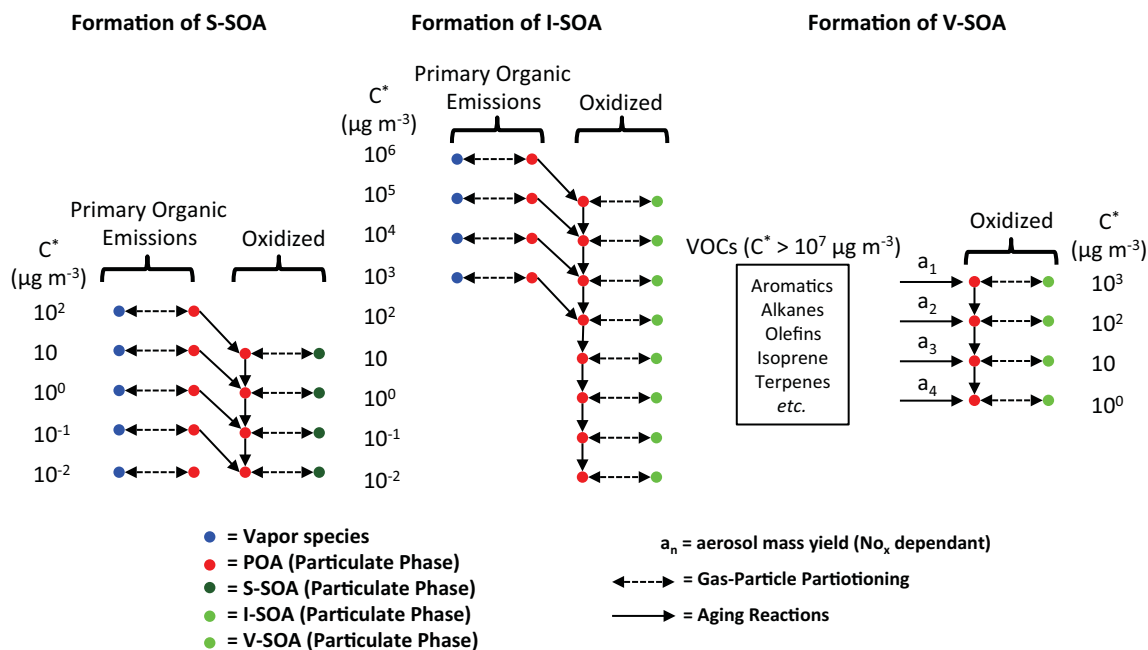 Formation of S-SOA
Primary Organic
Emissions
Oxidized
C*
(µg m-3)
10²
10
10⁰
10⁻¹
10⁻²
Formation of I-SOA
Primary Organic
Emissions
Oxidized
C*
(µg m-3)
10⁶
10⁵
10⁴
10³
10²
10
10⁰
10⁻¹
10⁻²
Formation of V-SOA
Oxidized
C*
(µg m-3)
VOCs (C* > 10⁷ µg m-3)
Aromatics
Alkanes
Olefins
Isoprene
Terpenes
etc.
a₁
a₂
a₃
a₄
10³
10²
10
10⁰
= Vapor species
= POA (Particulate Phase)
= S-SOA (Particulate Phase)
= I-SOA (Particulate Phase)
= V-SOA (Particulate Phase)
aₙ = aerosol mass yield (Noₓ dependant)
= Gas-Particle Partiotioning
= Aging Reactions